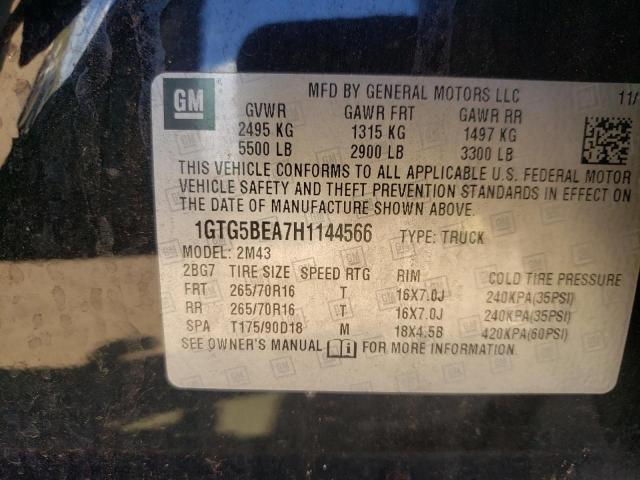 GM
MFD BY GENERAL MOTORS LLC 11/
GVWR GAWR FRT GAWR RR
2495 KG 1315 KG 1497 KG
5500 LB 2900 LB 3300 LB
THIS VEHICLE CONFORMS TO ALL APPLICABLE U.S. FEDERAL MOTOR
VEHICLE SAFETY AND THEFT PREVENTION STANDARDS IN EFFECT ON
THE DATE OF MANUFACTURE SHOWN ABOVE.
1GTG5BEA7H1144566 TYPE: TRUCK
MODEL: 2M43
2BG7 TIRE SIZE SPEED RTG RIM COLD TIRE PRESSURE
FRT 265/70R16 T 16X7.0J 240KPA(35PSI)
RR 265/70R16 T 16X7.0J 240KPA(35PSI)
SPA T175/90D18 M 18X4.5B 420KPA(60PSI)
SEE OWNER'S MANUAL FOR MORE INFORMATION